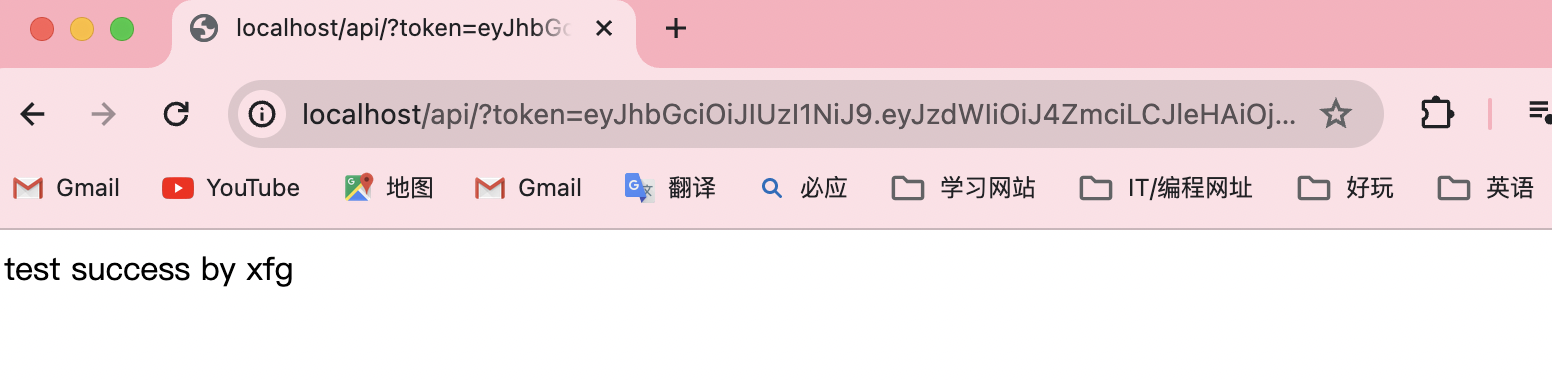 localhost/api/?token=eyJhbGc
localhost/api/?token=eyJhbGciOiJIUzI1NiJ9.eyJzdWIiOiJ4ZmciLCJleHAiOj...
Gmail YouTube 地图 Gmail 翻译 必应 学习网站 IT/编程网址 好玩 英语
test success by xfg